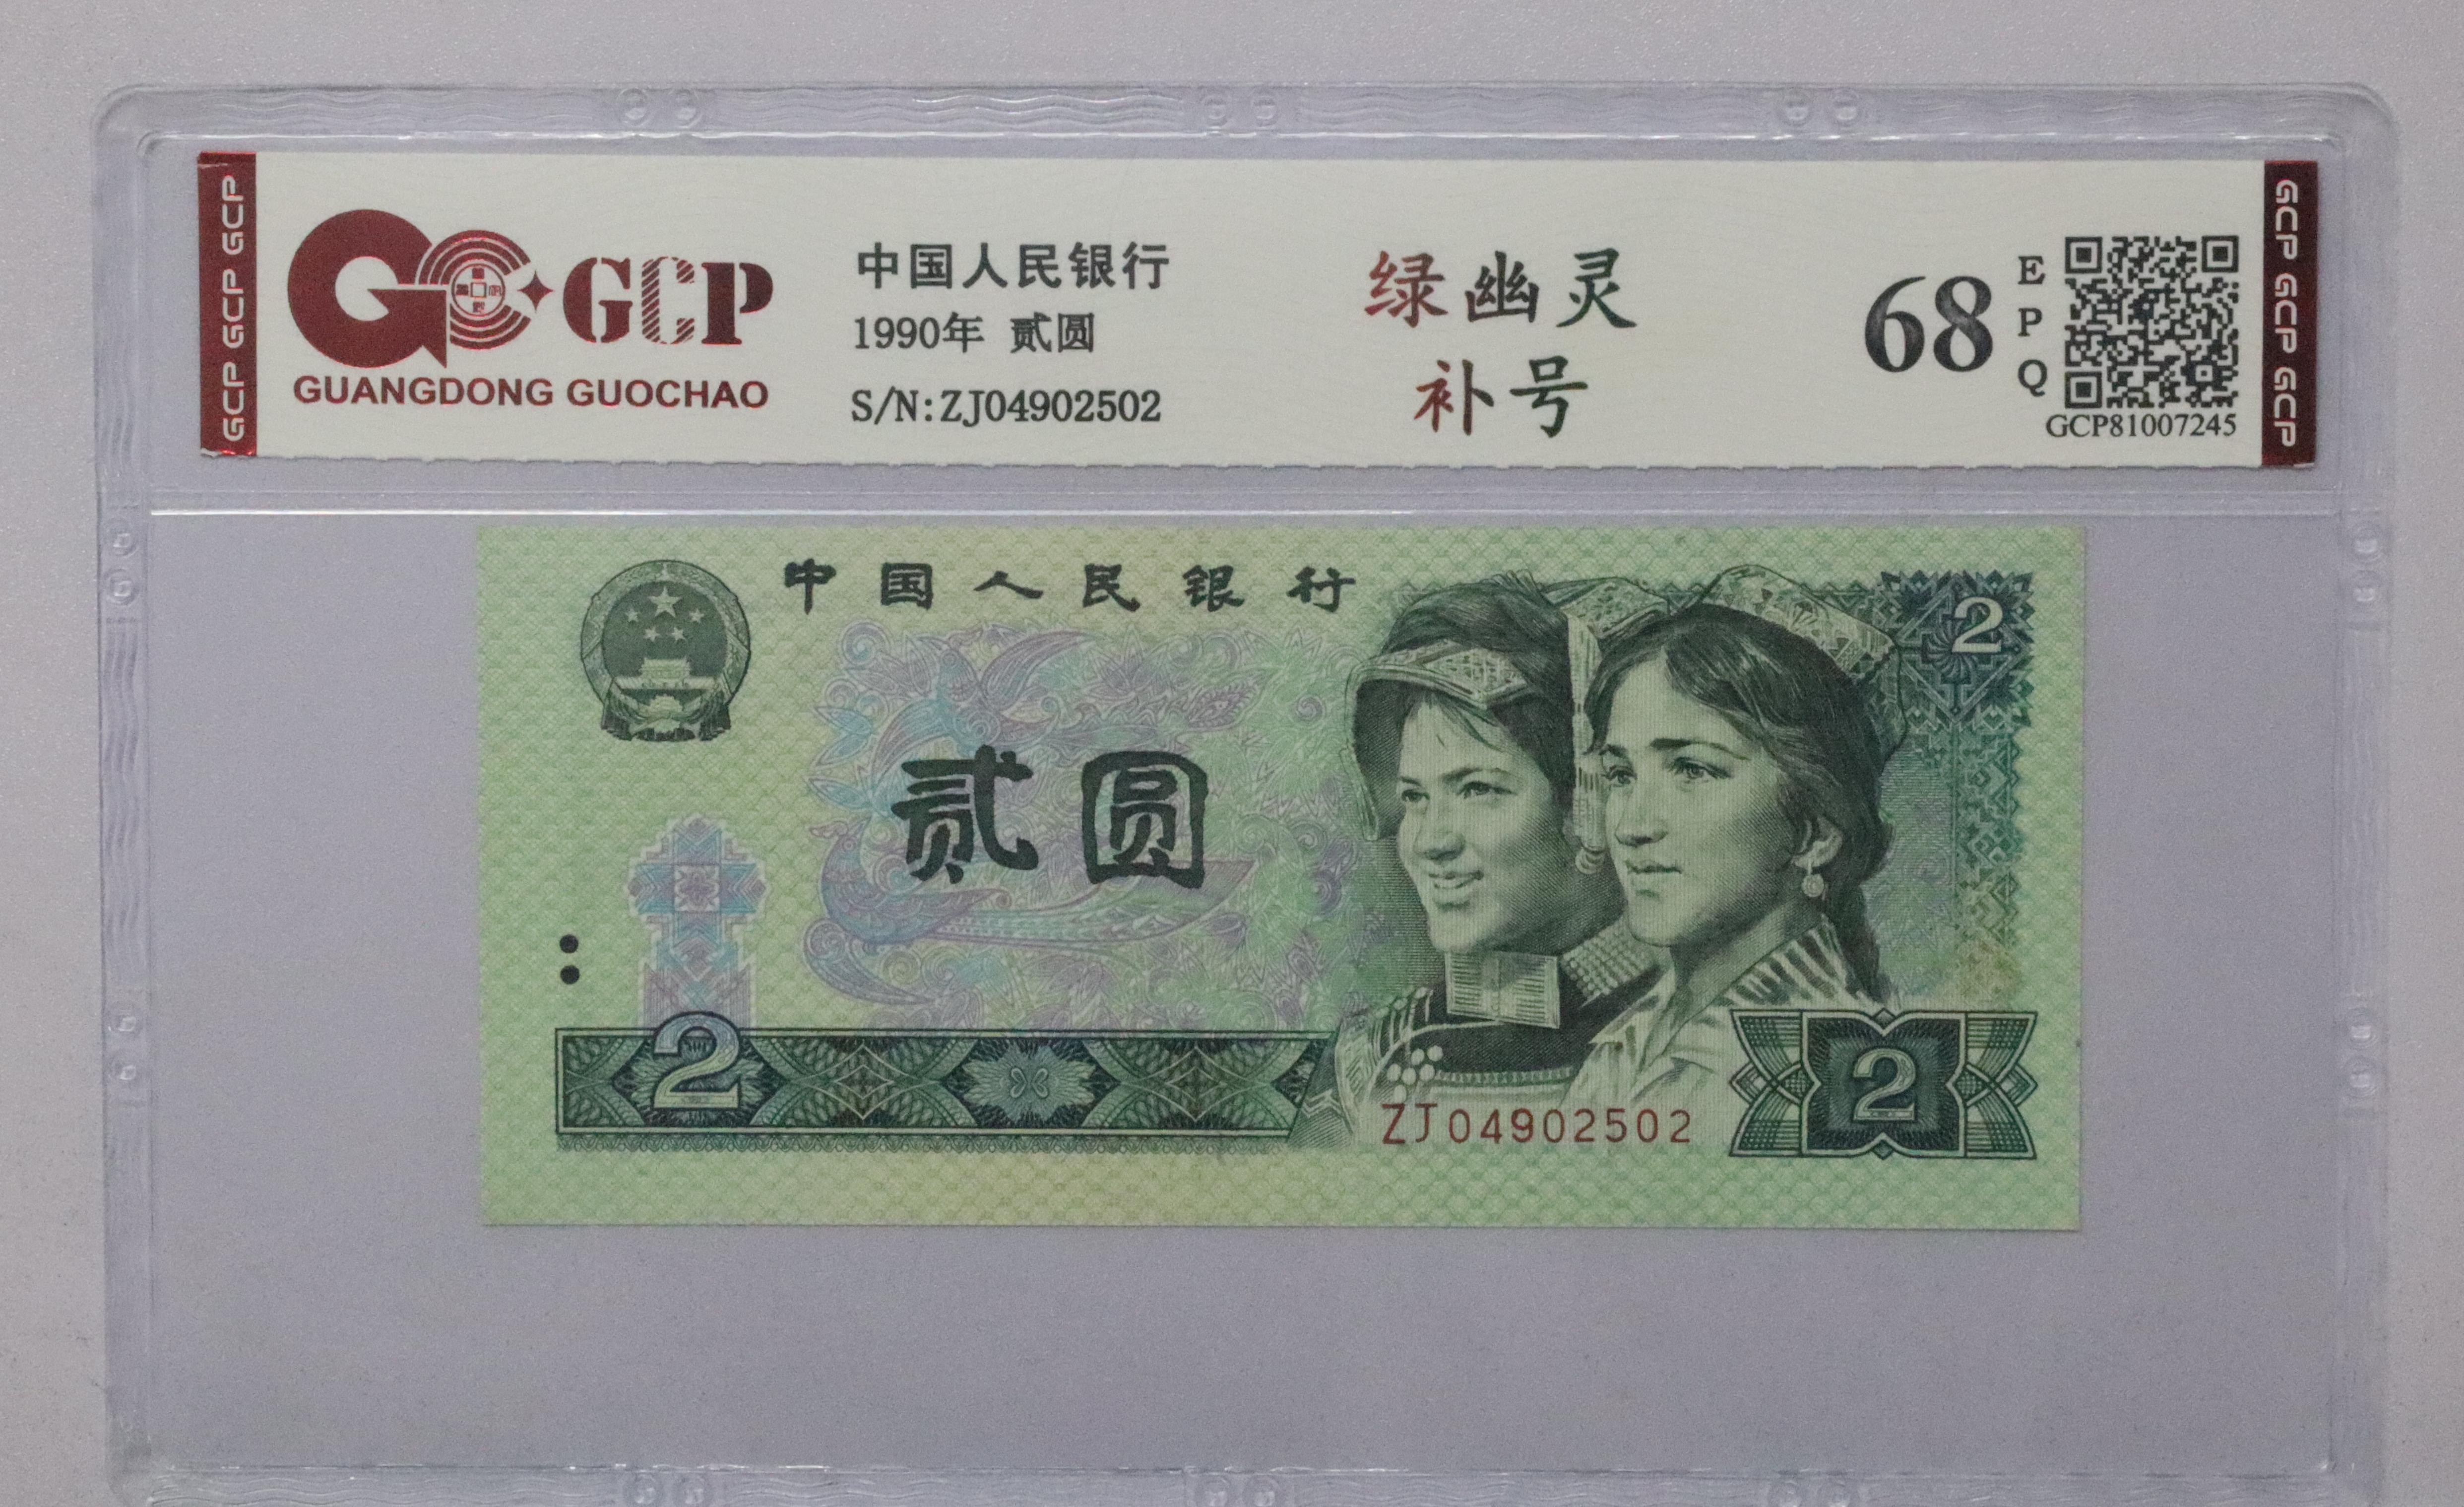 GCP GCP GCP
GCP
GUANGDONG GUOCHAO
中国人民银行
1990年 贰圆
S/N:ZJ04902502
绿幽灵
补号
68
E
P
Q
GCP81007245
GCP GCP GCP
中国人民银行
2
贰圆
2
ZJ04902502
2